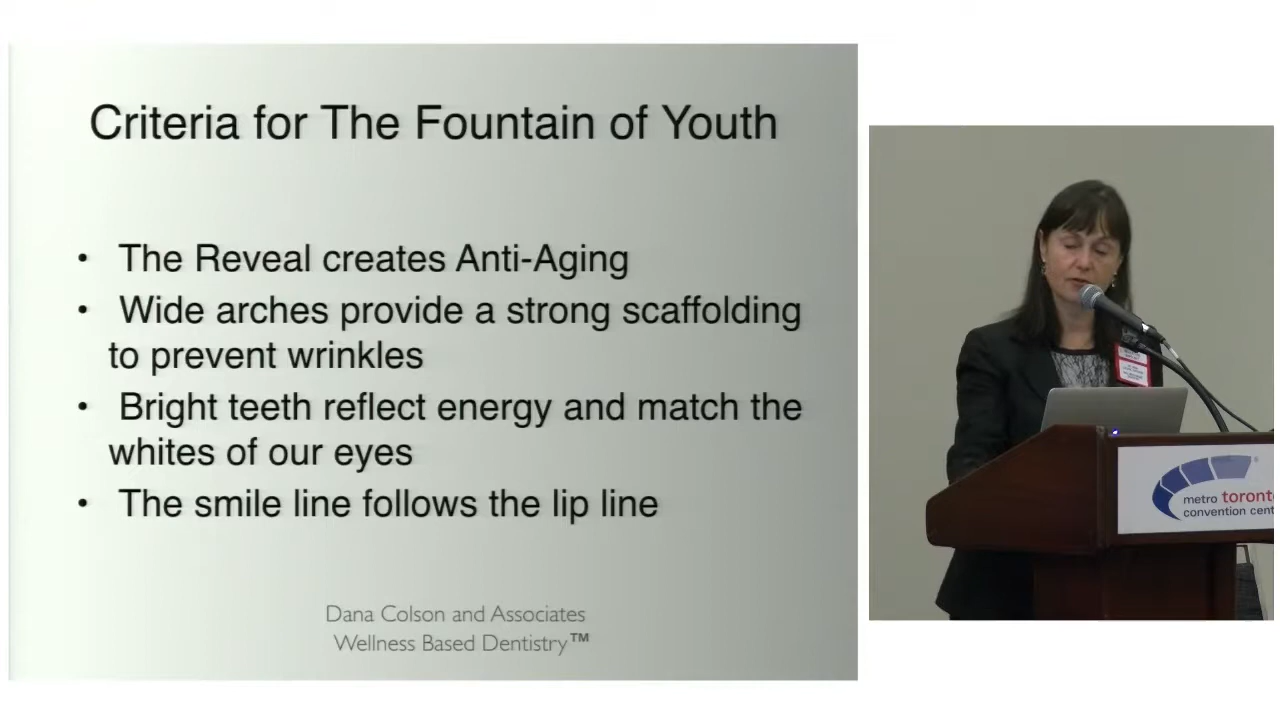 Criteria for The Fountain of Youth
• The Reveal creates Anti-Aging
• Wide arches provide a strong scaffolding
to prevent wrinkles
• Bright teeth reflect energy and match the
whites of our eyes
• The smile line follows the lip line
Dana Colson and Associates
Wellness Based Dentistry™
metro toronto
convention cent